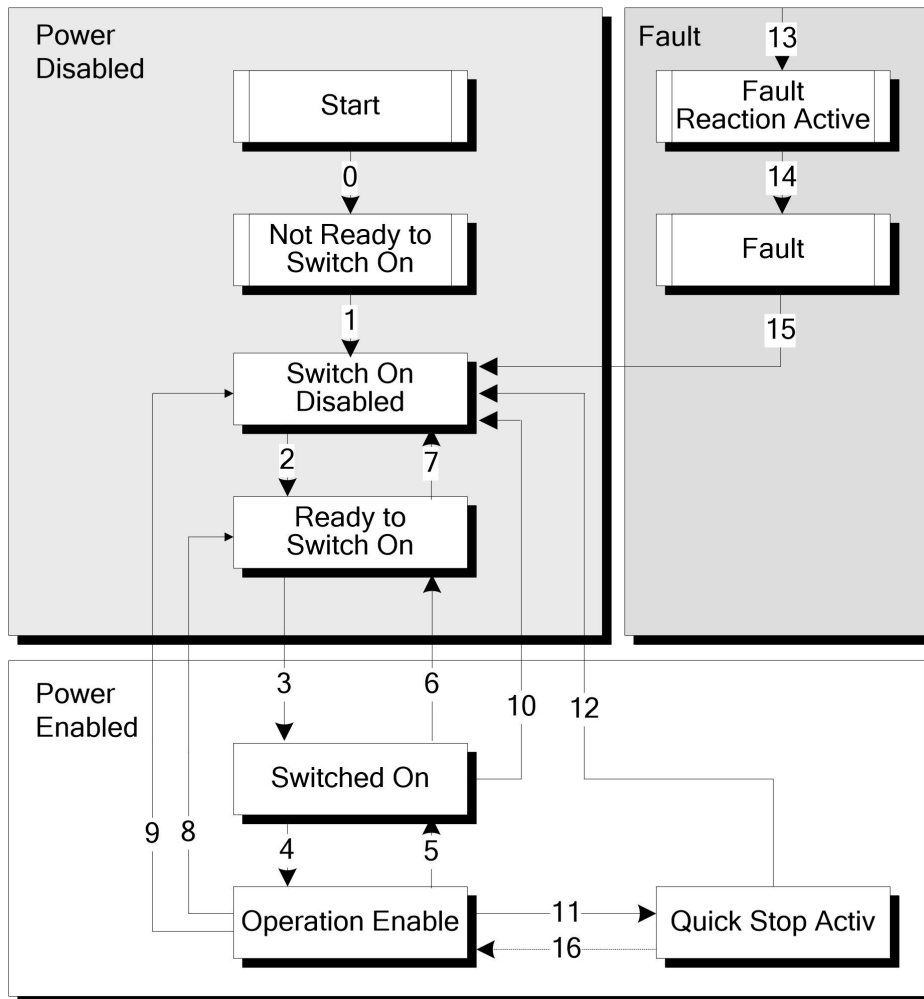 Power
Disabled
Start
0
Not Ready to
Switch On
1
Switch On
Disabled
2
7
Ready to
Switch On
Fault
13
Fault
Reaction Active
14
Fault
15
Power
Enabled
3
6
10
12
Switched On
9
8
4
5
Operation Enable
11
16
Quick Stop Activ